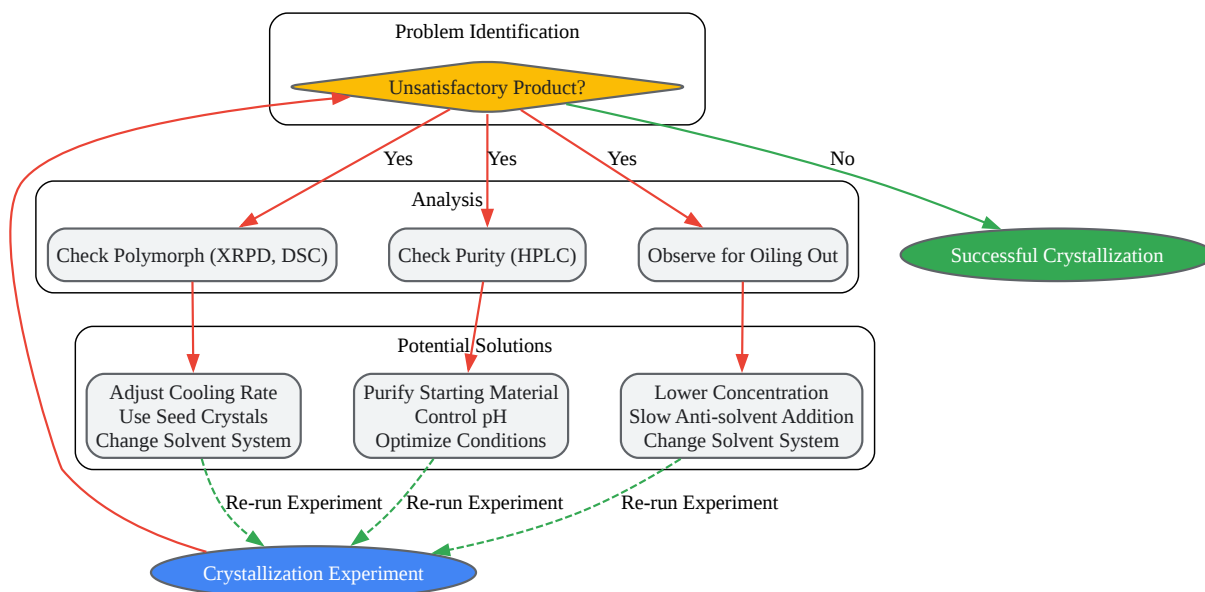 Problem Identification
Unsatisfactory Product?
Yes
Yes
Yes
No
Analysis
Check Polymorph (XRPD, DSC)
Check Purity (HPLC)
Observe for Oiling Out
Successful Crystallization
Potential Solutions
Adjust Cooling Rate
Use Seed Crystals
Change Solvent System
Purify Starting Material
Control pH
Optimize Conditions
Lower Concentration
Slow Anti-solvent Addition
Change Solvent System
Re-run Experiment
Re-run Experiment
Re-run Experiment
Crystallization Experiment